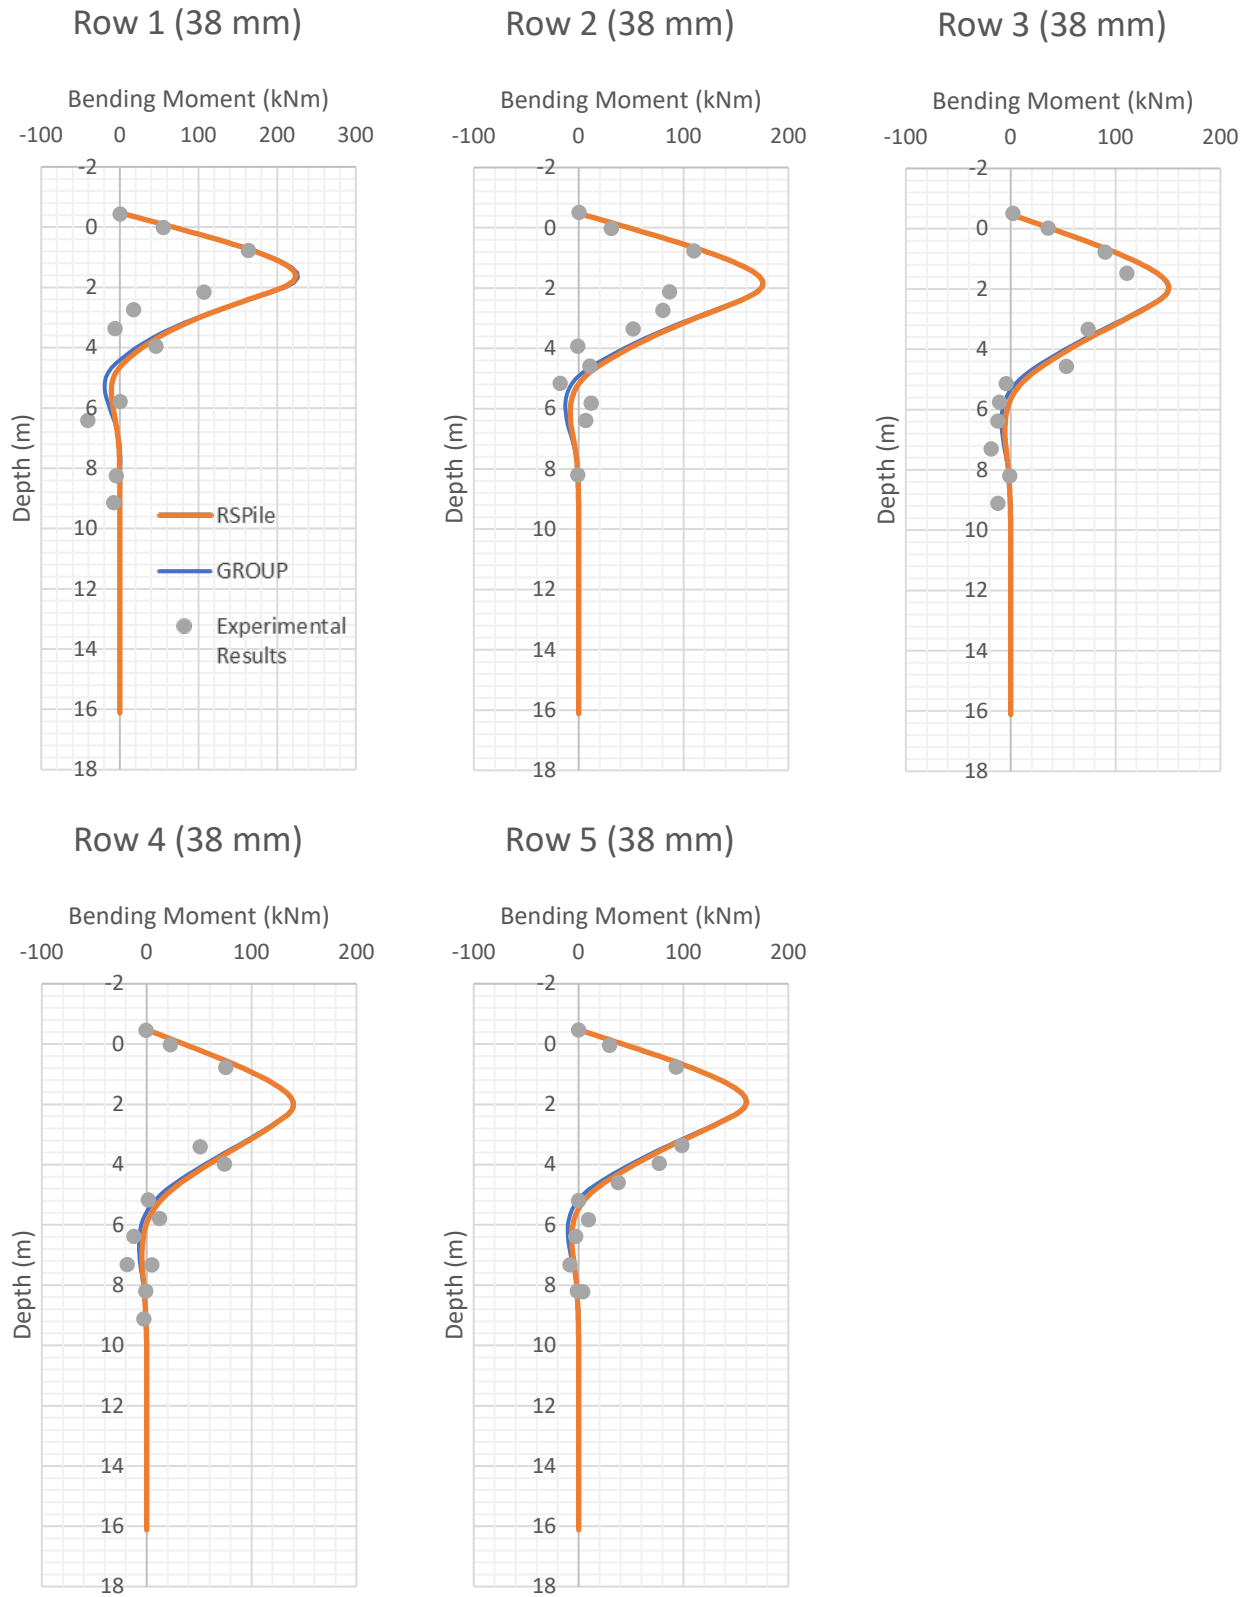 Row 1 (38 mm)
Bending Moment (kNm)
-100 0 100 200 300
-2
0
2
4
6
8
10
12
14
16
18
Depth (m)
RSPile
GROUP
Experimental
Results
Row 2 (38 mm)
Bending Moment (kNm)
-100 0 100 200
-2
0
2
4
6
8
10
12
14
16
18
Depth (m)
Row 3 (38 mm)
Bending Moment (kNm)
-100 0 100 200
-2
0
2
4
6
8
10
12
14
16
18
Depth (m)
Row 4 (38 mm)
Bending Moment (kNm)
-100 0 100 200
-2
0
2
4
6
8
10
12
14
16
18
Depth (m)
Row 5 (38 mm)
Bending Moment (kNm)
-100 0 100 200
-2
0
2
4
6
8
10
12
14
16
18
Depth (m)